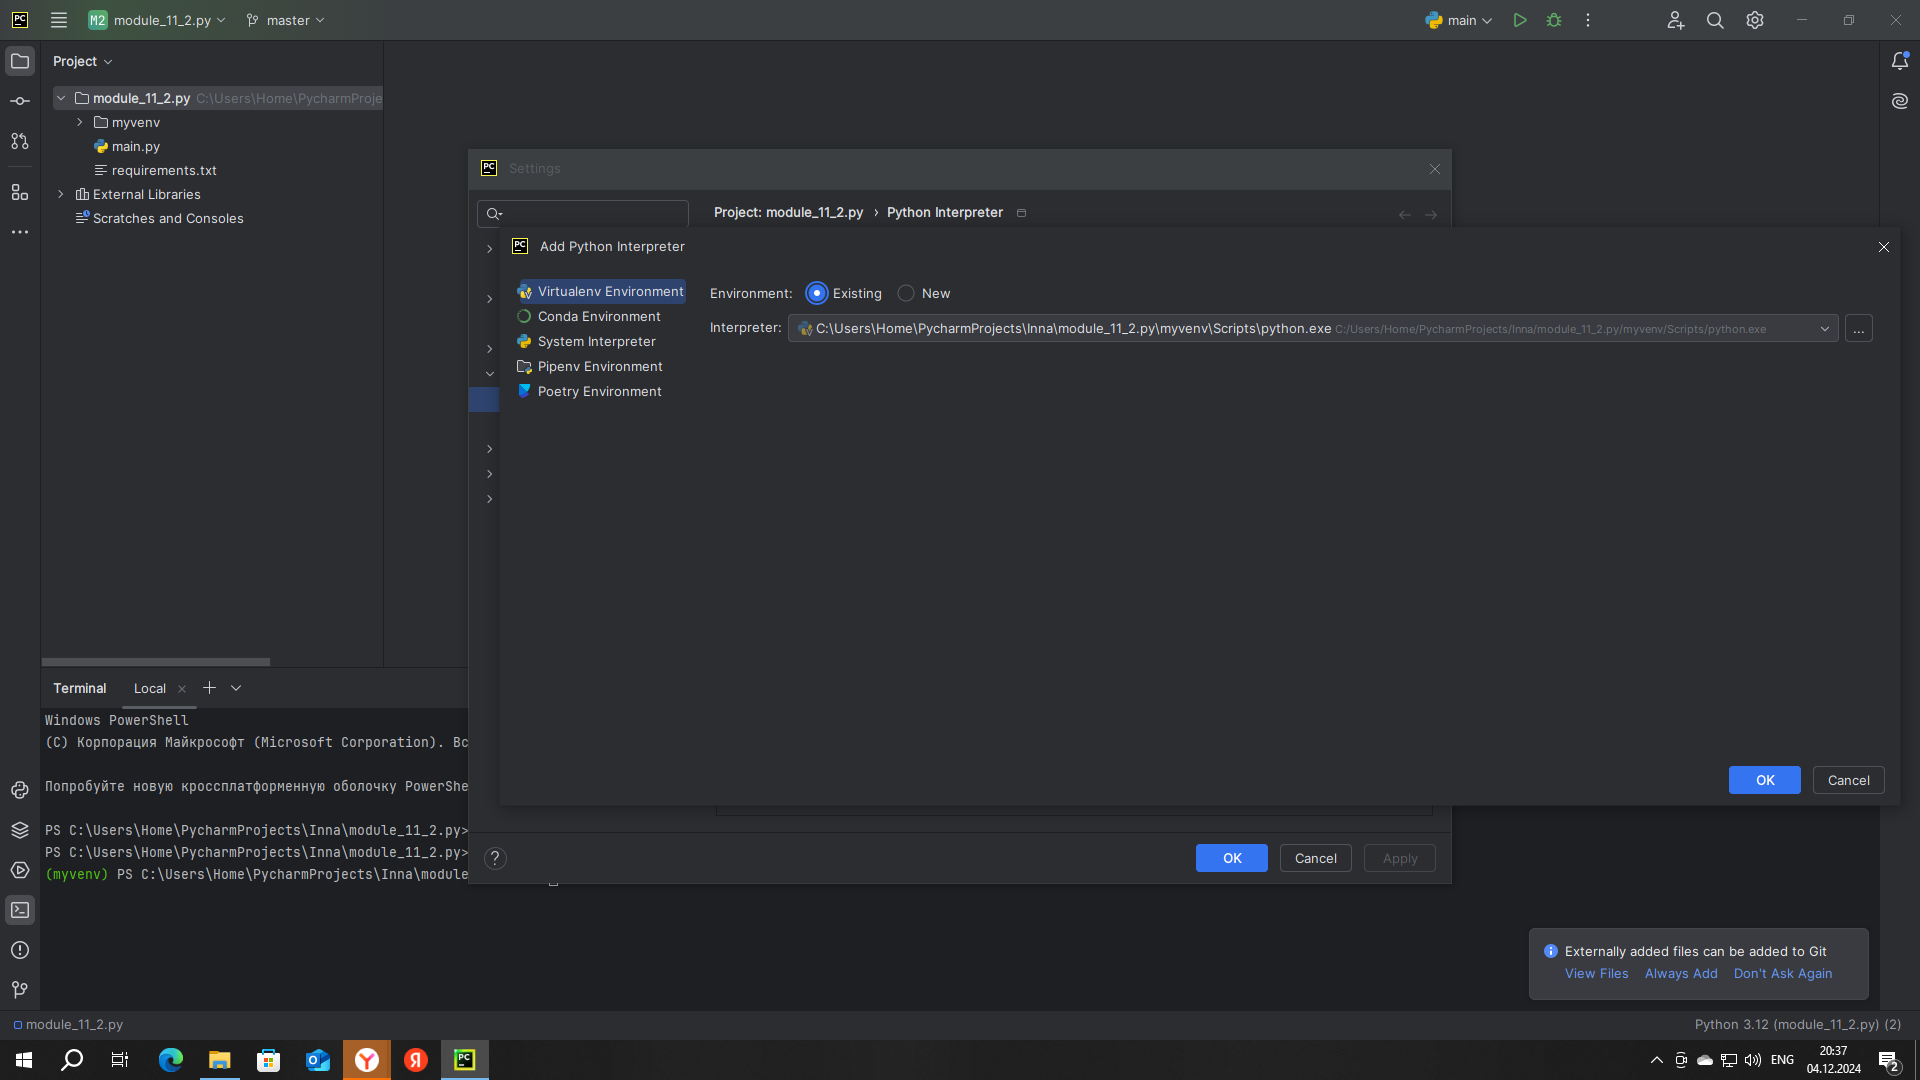 PC M2 module_11_2.py master main
Project
module_11_2.py C:\Users\Home\PycharmProje
myvenv
main.py
requirements.txt
External Libraries
Scratches and Consoles
PC Settings
Project: module_11_2.py › Python Interpreter
PC Add Python Interpreter
Virtualenv Environment
Conda Environment
System Interpreter
Pipenv Environment
Poetry Environment
Environment: Existing New
Interpreter: C:\Users\Home\PycharmProjects\Inna\module_11_2.py\myvenv\Scripts\python.exe C:/Users/Home/PycharmProjects/Inna/module_11_2.py/myvenv/Scripts/python.exe ...
OK Cancel
? OK Cancel Apply
Terminal Local
Windows PowerShell
(C) Корпорация Майкрософт (Microsoft Corporation). Вс
Попробуйте новую кроссплатформенную оболочку PowerShe
PS C:\Users\Home\PycharmProjects\Inna\module_11_2.py>
PS C:\Users\Home\PycharmProjects\Inna\module_11_2.py>
(myvenv) PS C:\Users\Home\PycharmProjects\Inna\module
Externally added files can be added to Git
View Files Always Add Don't Ask Again
module_11_2.py Python 3.12 (module_11_2.py) (2)
Я PC ENG 20:37
04.12.2024 2